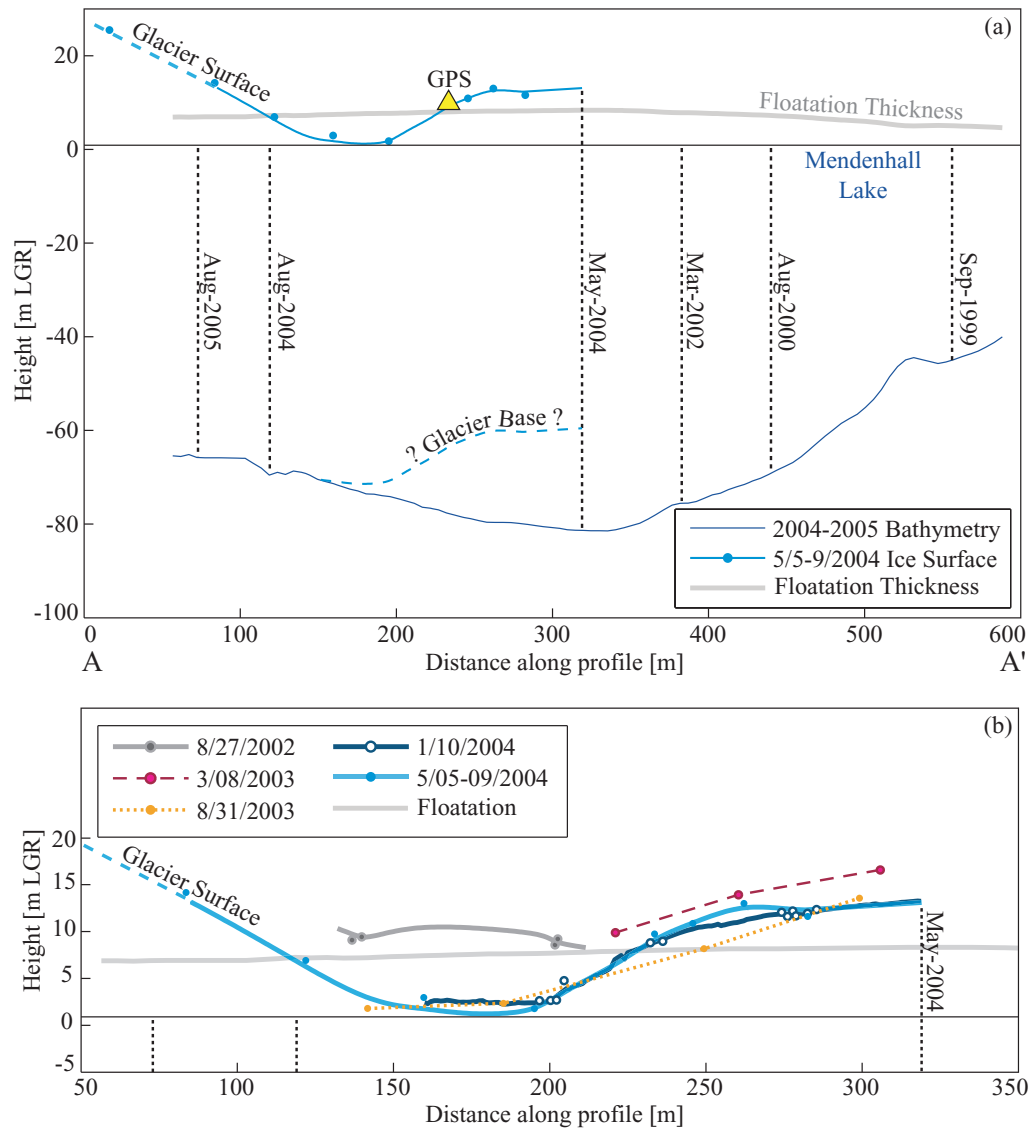 (a)
Glacier Surface
GPS
Floatation Thickness
Mendenhall
Lake
20
0
-20
-40
-60
-80
-100
Height [m LGR]
Aug-2005
Aug-2004
May-2004
Mar-2002
Aug-2000
Sep-1999
? Glacier Base ?
2004-2005 Bathymetry
5/5-9/2004 Ice Surface
Floatation Thickness
0 100 200 300 400 500 600
A Distance along profile [m] A'
(b)
8/27/2002
3/08/2003
8/31/2003
1/10/2004
5/05-09/2004
Floatation
Glacier Surface
May-2004
20
15
10
5
0
-5
Height [m LGR]
50 100 150 200 250 300 350
Distance along profile [m]